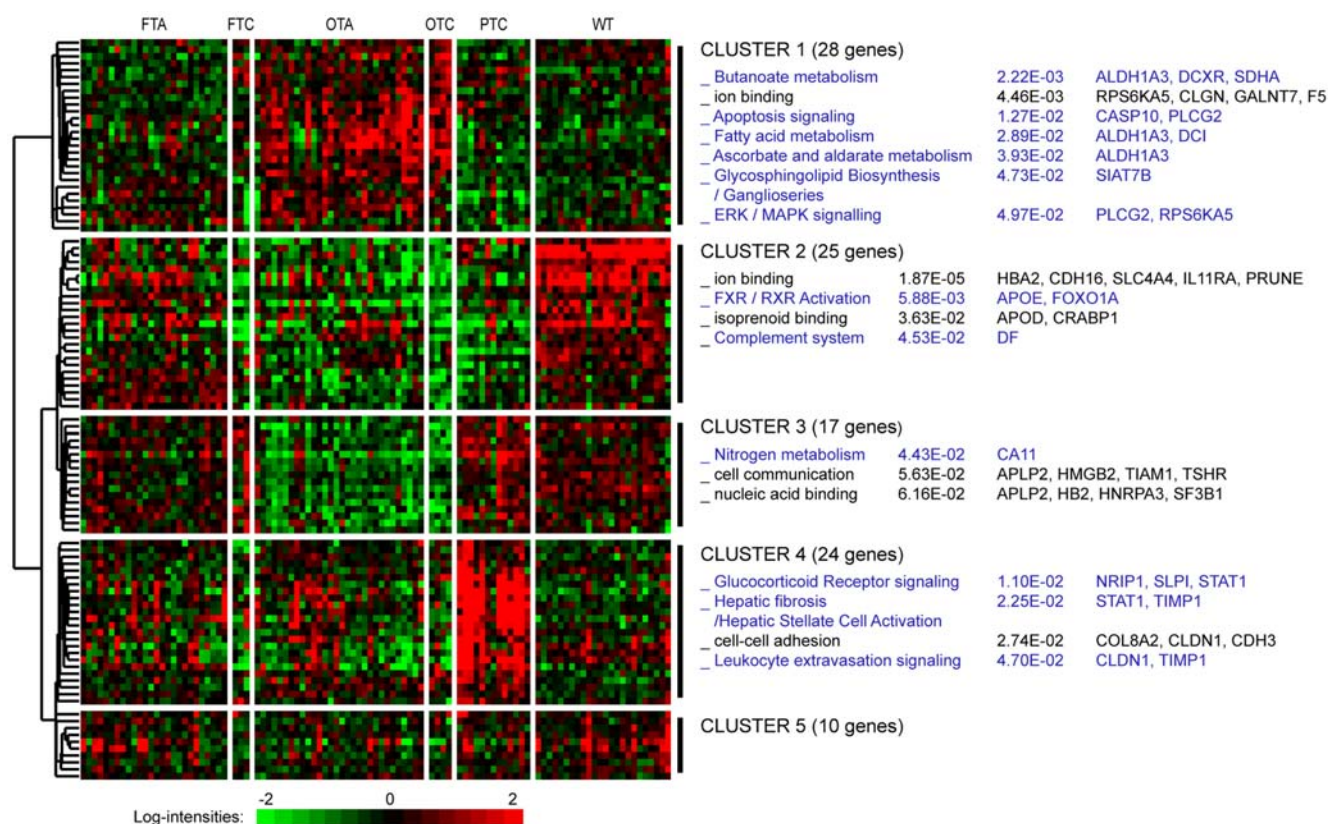 FTA FTC OTA OTC PTC WT
CLUSTER 1 (28 genes)
_ Butanoate metabolism 2.22E-03 ALDH1A3, DCXR, SDHA
_ ion binding 4.46E-03 RPS6KA5, CLGN, GALNT7, F5
_ Apoptosis signaling 1.27E-02 CASP10, PLCG2
_ Fatty acid metabolism 2.89E-02 ALDH1A3, DCI
_ Ascorbate and aldarate metabolism 3.93E-02 ALDH1A3
_ Glycosphingolipid Biosynthesis 4.73E-02 SIAT7B
/ Ganglioseries
_ ERK / MAPK signalling 4.97E-02 PLCG2, RPS6KA5
CLUSTER 2 (25 genes)
_ ion binding 1.87E-05 HBA2, CDH16, SLC4A4, IL11RA, PRUNE
_ FXR / RXR Activation 5.88E-03 APOE, FOXO1A
_ isoprenoid binding 3.63E-02 APOD, CRABP1
_ Complement system 4.53E-02 DF
CLUSTER 3 (17 genes)
_ Nitrogen metabolism 4.43E-02 CA11
_ cell communication 5.63E-02 APLP2, HMGB2, TIAM1, TSHR
_ nucleic acid binding 6.16E-02 APLP2, HB2, HNRPA3, SF3B1
CLUSTER 4 (24 genes)
_ Glucocorticoid Receptor signaling 1.10E-02 NRIP1, SLPI, STAT1
_ Hepatic fibrosis 2.25E-02 STAT1, TIMP1
/Hepatic Stellate Cell Activation
_ cell-cell adhesion 2.74E-02 COL8A2, CLDN1, CDH3
_ Leukocyte extravasation signaling 4.70E-02 CLDN1, TIMP1
CLUSTER 5 (10 genes)
-2 0 2
Log-intensities: